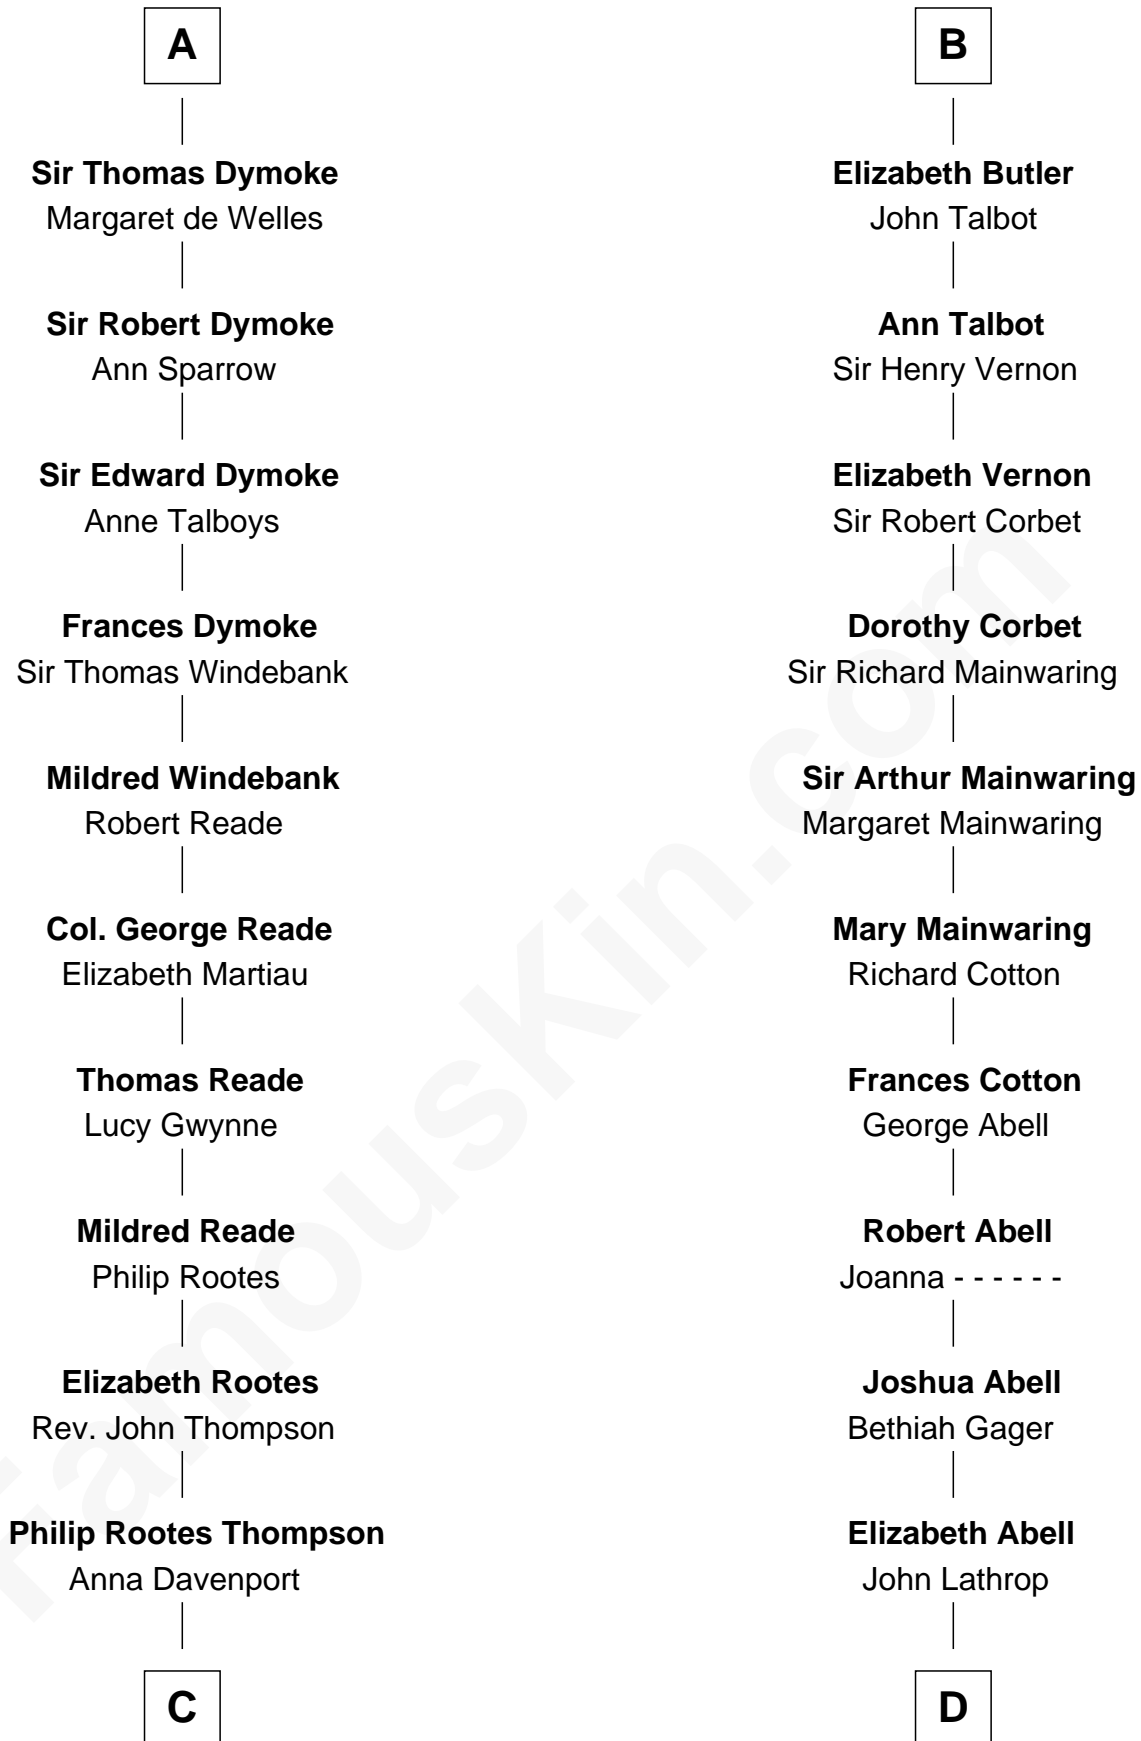 A
Sir Thomas Dymoke
Margaret de Welles
Sir Robert Dymoke
Ann Sparrow
Sir Edward Dymoke
Anne Talboys
Frances Dymoke
Sir Thomas Windebank
Mildred Windebank
Robert Reade
Col. George Reade
Elizabeth Martiau
Thomas Reade
Lucy Gwynne
Mildred Reade
Philip Rootes
Elizabeth Rootes
Rev. John Thompson
Philip Rootes Thompson
Anna Davenport
C
B
Elizabeth Butler
John Talbot
Ann Talbot
Sir Henry Vernon
Elizabeth Vernon
Sir Robert Corbet
Dorothy Corbet
Sir Richard Mainwaring
Sir Arthur Mainwaring
Margaret Mainwaring
Mary Mainwaring
Richard Cotton
Frances Cotton
George Abell
Robert Abell
Joanna - - - - - -
Joshua Abell
Bethiah Gager
Elizabeth Abell
John Lathrop
D
FamousKin.com